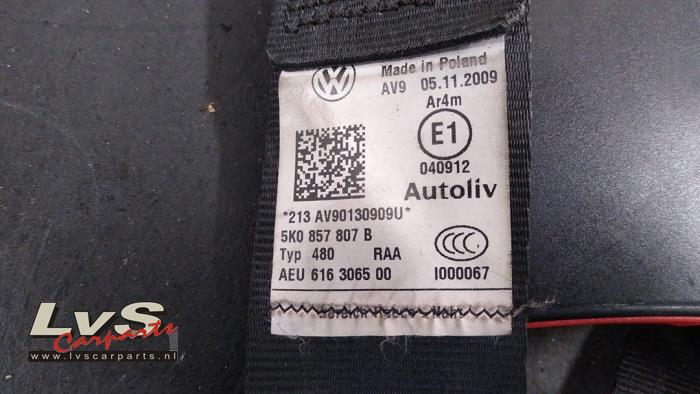 Made in Poland
AV9 05.11.2009
Ar4m
E1
040912
Autoliv
*213 AV90130909U*
5K0 857 807 B
Typ 480 RAA
AEU 616 3065 00
CCC
I000067
LvS
Carparts
www.lvscarparts.nl